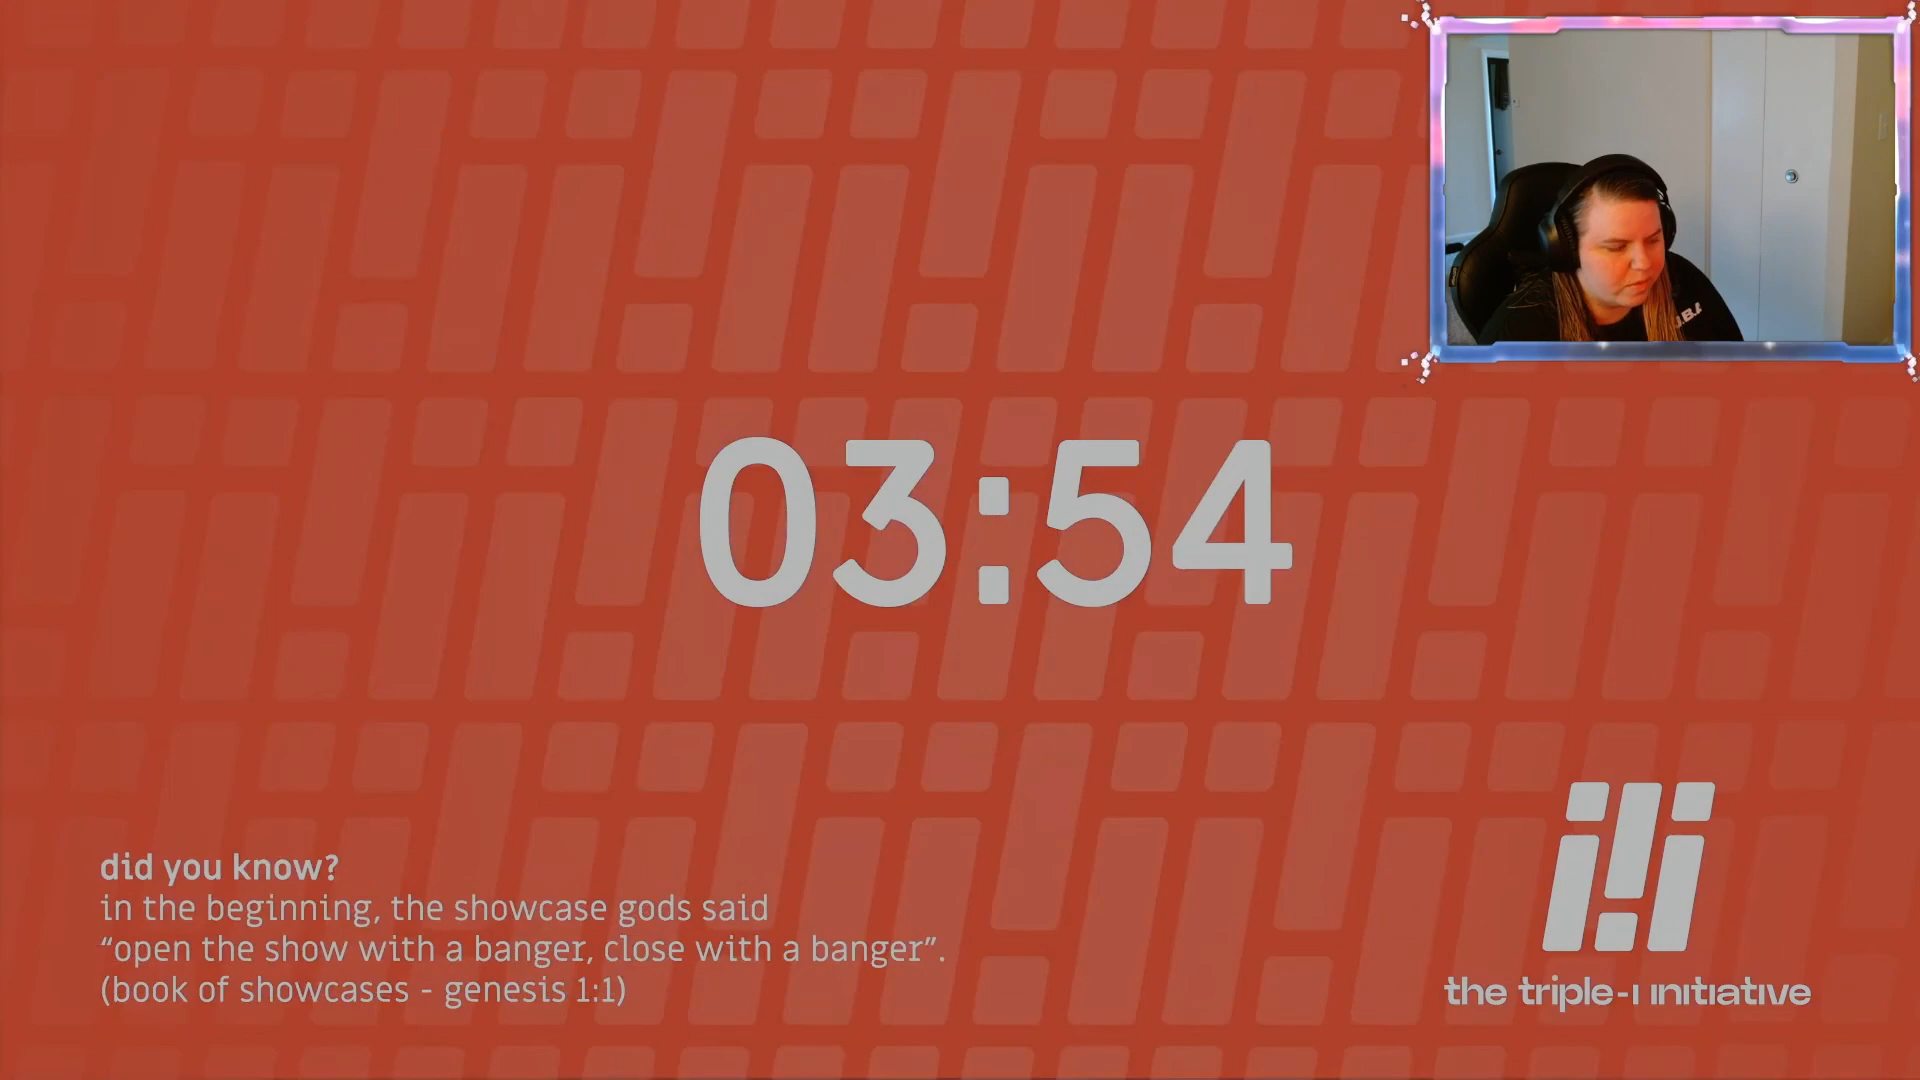 03:54
did you know?
in the beginning, the showcase gods said
“open the show with a banger, close with a banger”.
(book of showcases - genesis 1:1)
the triple-i initiative